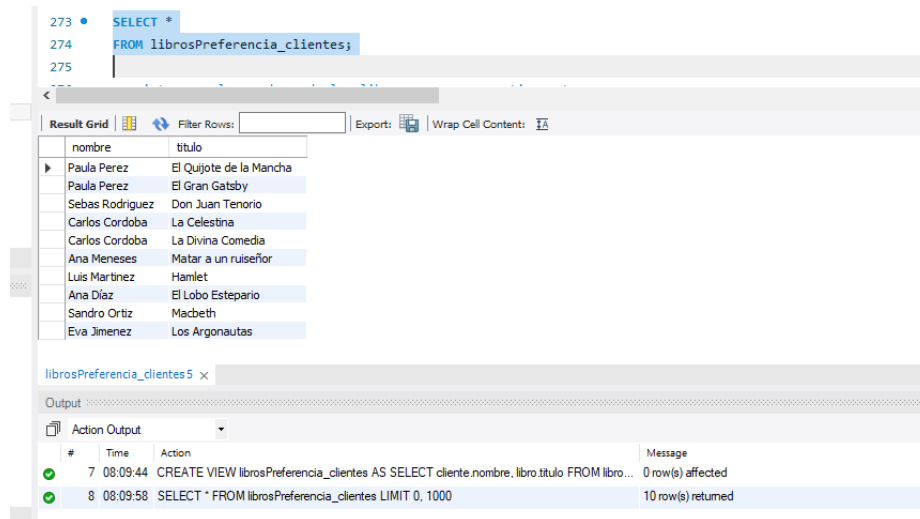 273 SELECT *
274 FROM librosPreferencia_clientes;
275
Result Grid Filter Rows: Export: Wrap Cell Content:
nombre titulo
Paula Perez El Quijote de la Mancha
Paula Perez El Gran Gatsby
Sebas Rodriguez Don Juan Tenorio
Carlos Cordoba La Celestina
Carlos Cordoba La Divina Comedia
Ana Meneses Matar a un ruiseñor
Luis Martinez Hamlet
Ana Díaz El Lobo Estepario
Sandro Ortiz Macbeth
Eva Jimenez Los Argonautas
librosPreferencia_clientes5
Output
Action Output
# Time Action Message
7 08:09:44 CREATE VIEW librosPreferencia_clientes AS SELECT cliente.nombre, libro.titulo FROM libro... 0 row(s) affected
8 08:09:58 SELECT * FROM librosPreferencia_clientes LIMIT 0, 1000 10 row(s) returned